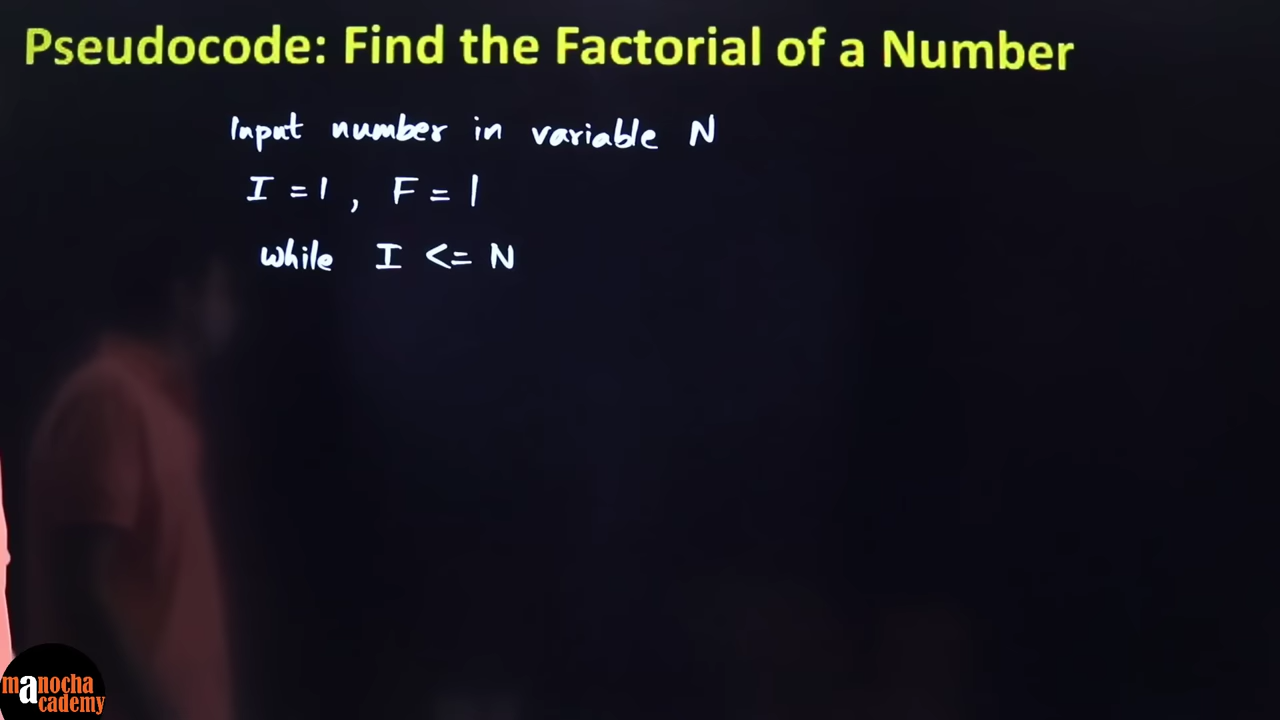 Pseudocode: Find the Factorial of a Number
Input number in variable N
I = 1 , F = 1
while I <= N
manocha
academy